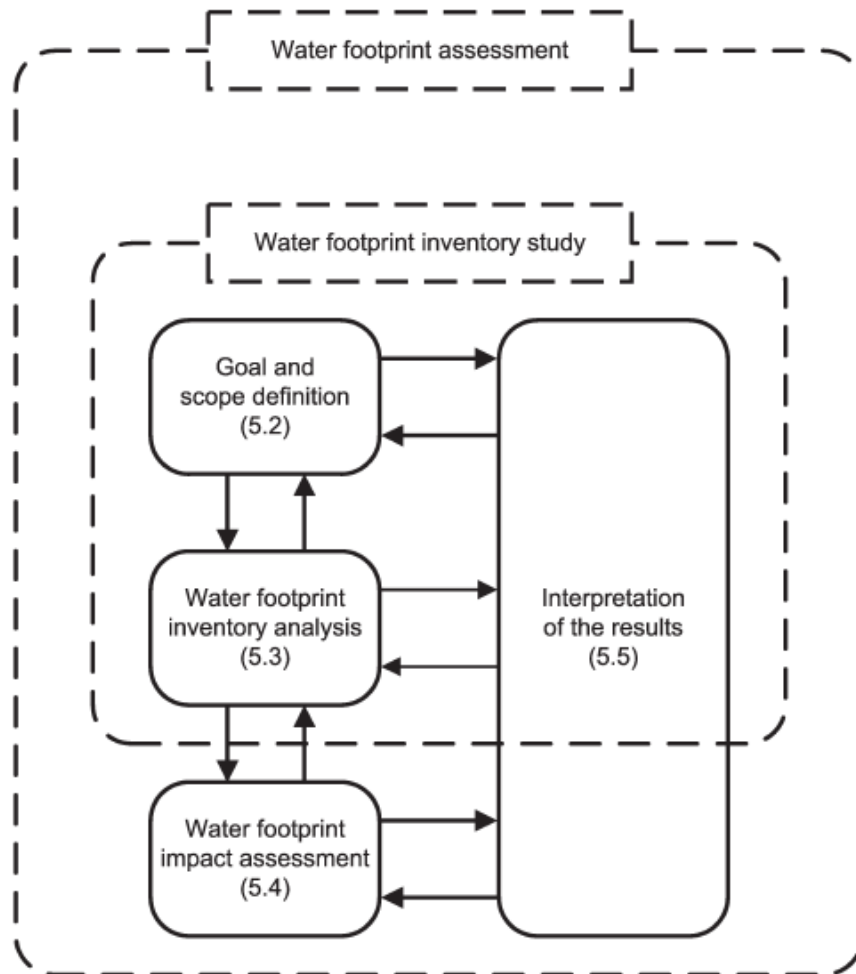 Water footprint assessment
Water footprint inventory study
Goal and
scope definition
(5.2)
Water footprint
inventory analysis
(5.3)
Interpretation
of the results
(5.5)
Water footprint
impact assessment
(5.4)